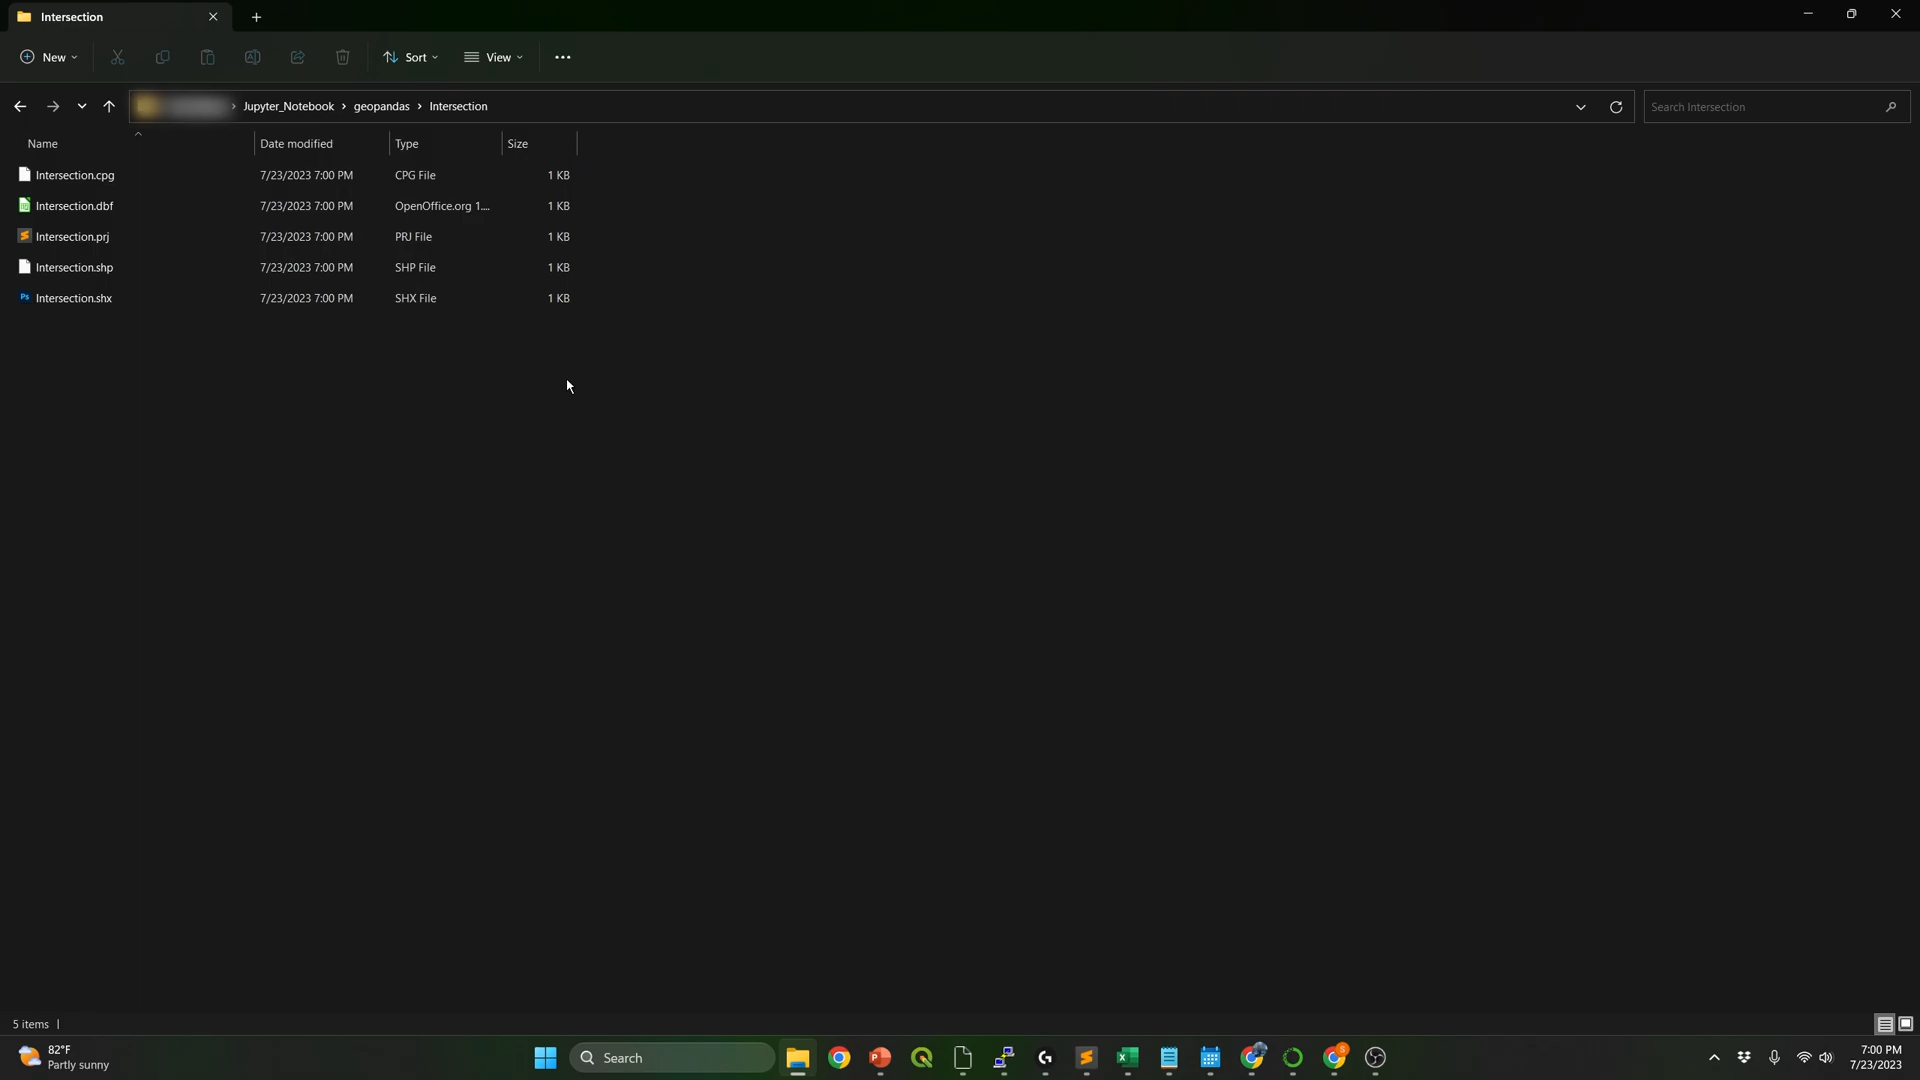 Intersection
New
Sort
View
Jupyter_Notebook › geopandas › Intersection
Search Intersection
Name Date modified Type Size
Intersection.cpg 7/23/2023 7:00 PM CPG File 1 KB
Intersection.dbf 7/23/2023 7:00 PM OpenOffice.org 1.... 1 KB
Intersection.prj 7/23/2023 7:00 PM PRJ File 1 KB
Intersection.shp 7/23/2023 7:00 PM SHP File 1 KB
Intersection.shx 7/23/2023 7:00 PM SHX File 1 KB
5 items
82°F
Partly sunny
Search
7:00 PM
7/23/2023